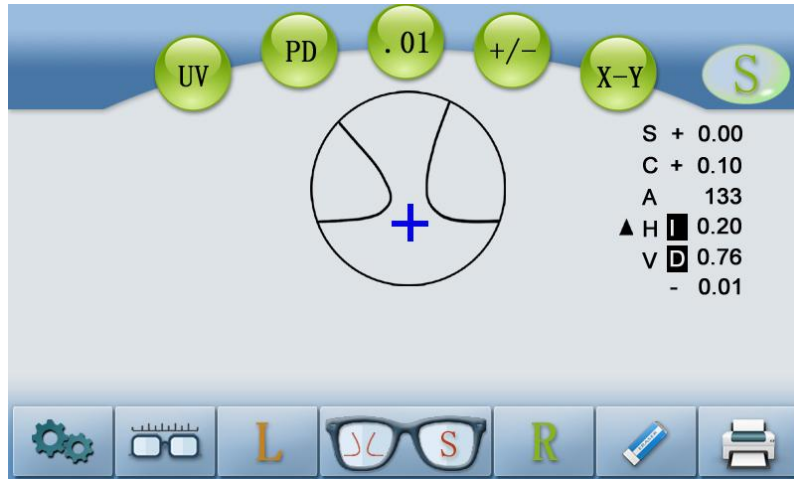 UV PD .01 +/- X-Y S
S + 0.00
C + 0.10
A 133
▲ H I 0.20
V D 0.76
- 0.01
L S R